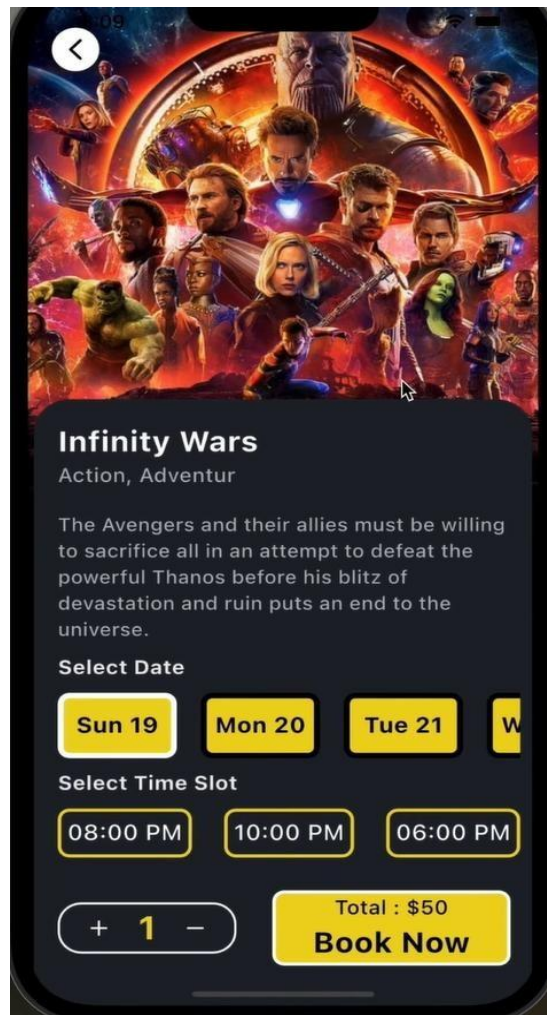 Infinity Wars
Action, Adventur
The Avengers and their allies must be willing
to sacrifice all in an attempt to defeat the
powerful Thanos before his blitz of
devastation and ruin puts an end to the
universe.
Select Date
Sun 19 Mon 20 Tue 21 W
Select Time Slot
08:00 PM 10:00 PM 06:00 PM
+ 1 −
Total : $50
Book Now